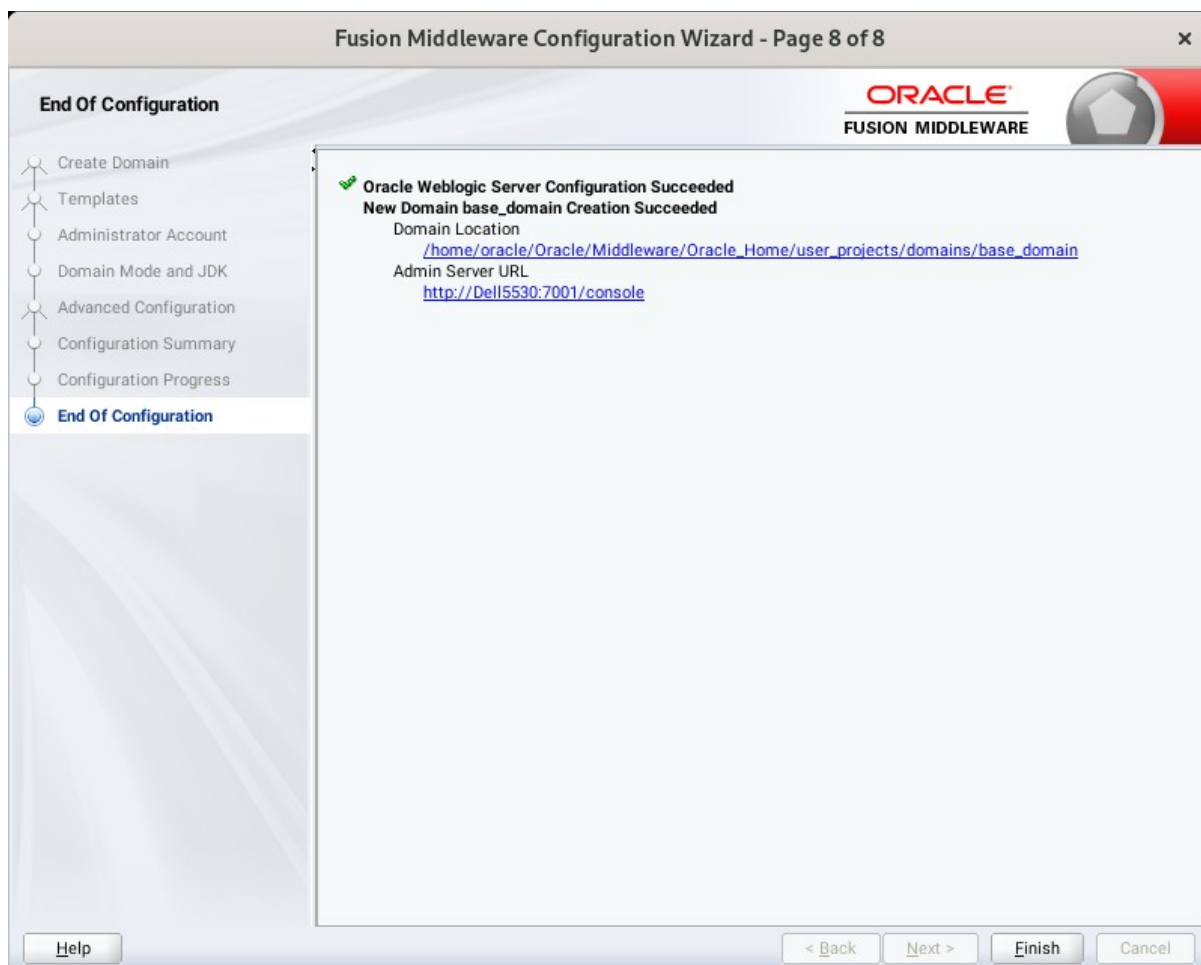 Fusion Middleware Configuration Wizard - Page 8 of 8
End Of Configuration
ORACLE
FUSION MIDDLEWARE
Create Domain
Templates
Administrator Account
Domain Mode and JDK
Advanced Configuration
Configuration Summary
Configuration Progress
End Of Configuration
Oracle Weblogic Server Configuration Succeeded
New Domain base_domain Creation Succeeded
Domain Location
/home/oracle/Oracle/Middleware/Oracle_Home/user_projects/domains/base_domain
Admin Server URL
http://Dell5530:7001/console
Help
< Back
Next >
Finish
Cancel